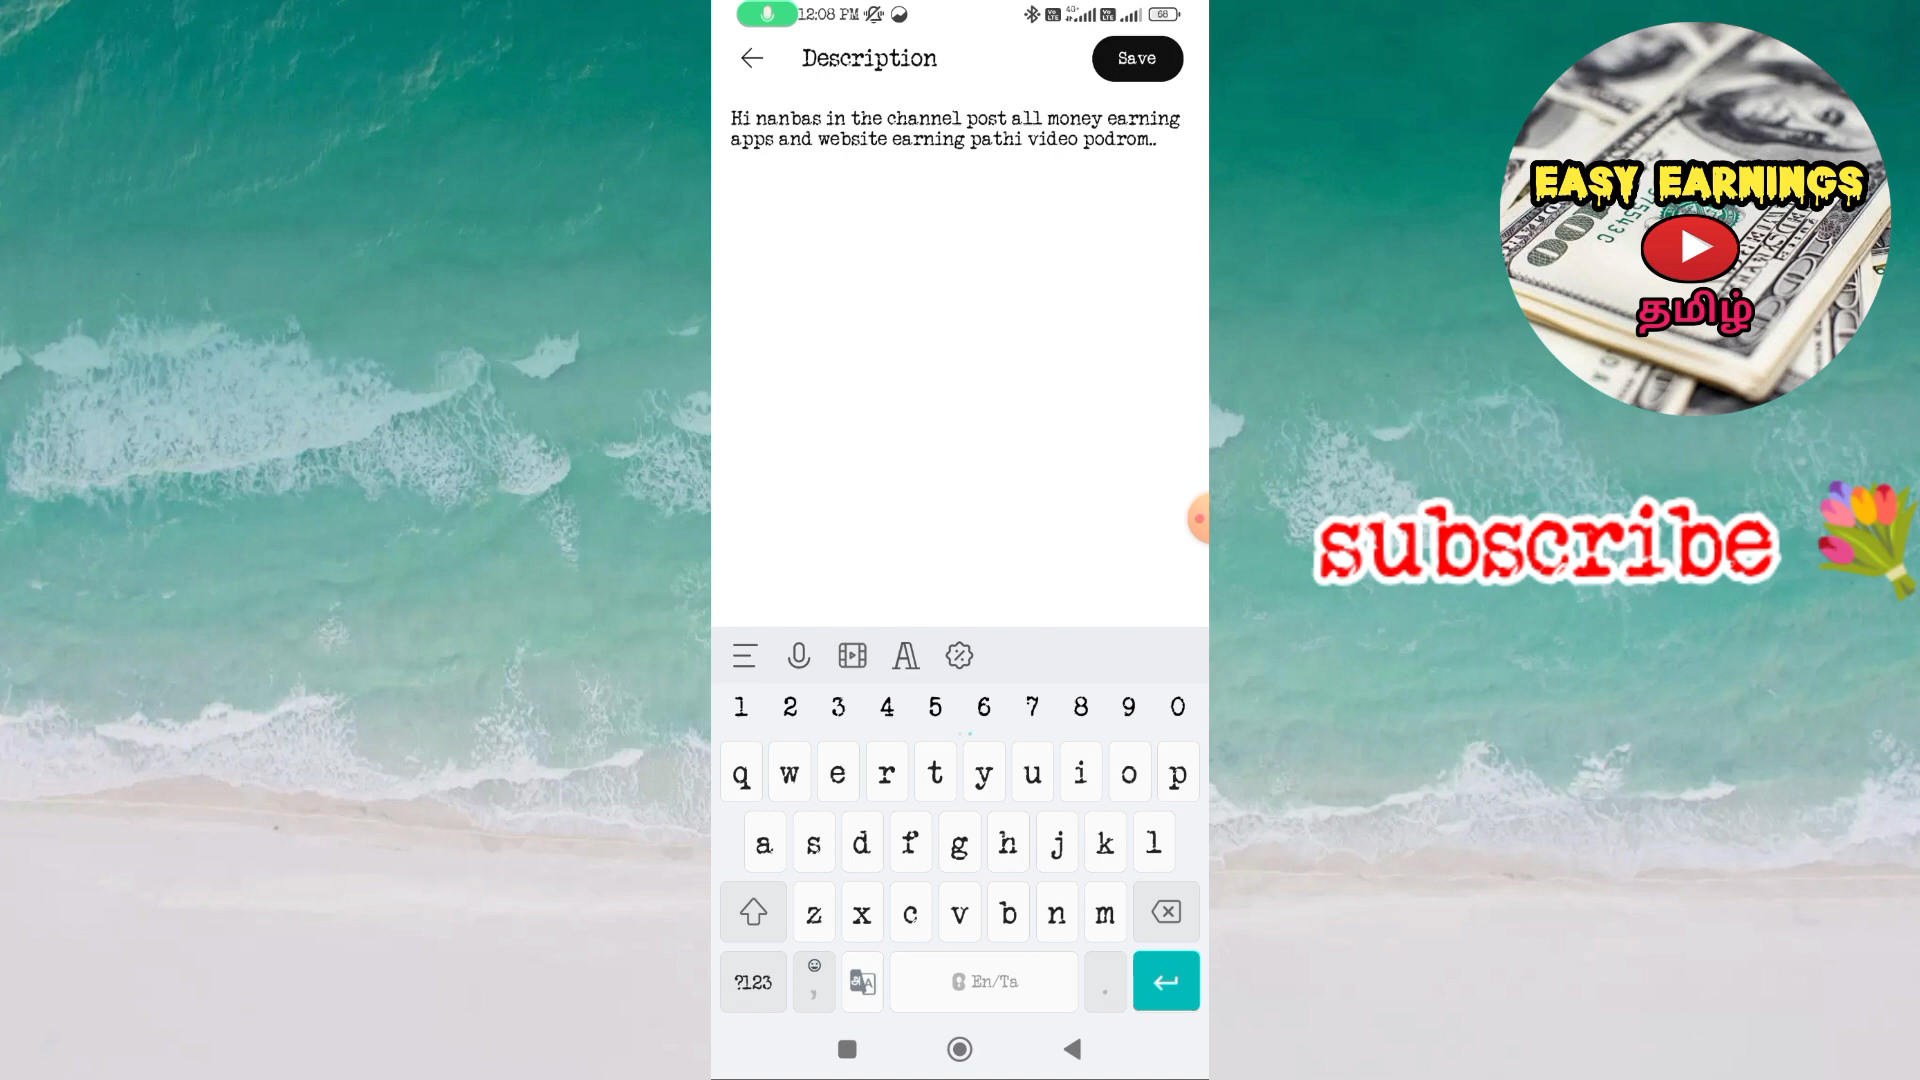 12:08 PM
68
Description
Save
Hi nanbas in the channel post all money earning
apps and website earning pathi video podrom..
EASY EARNINGS
தமிழ்
subscribe
1 2 3 4 5 6 7 8 9 0
q w e r t y u i o p
a s d f g h j k l
z x c v b n m
?123 , En/Ta .